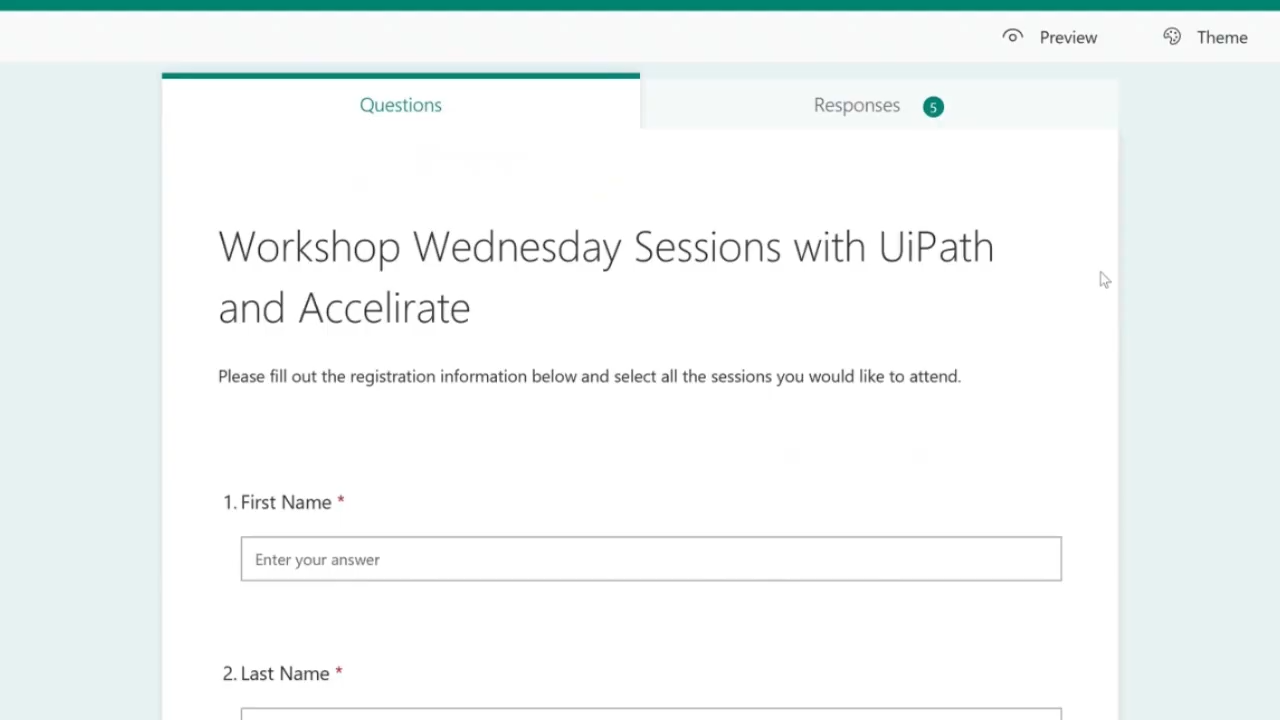 Preview
Theme
Questions
Responses 5
Workshop Wednesday Sessions with UiPath
and Accelirate
Please fill out the registration information below and select all the sessions you would like to attend.
1. First Name *
Enter your answer
2. Last Name *